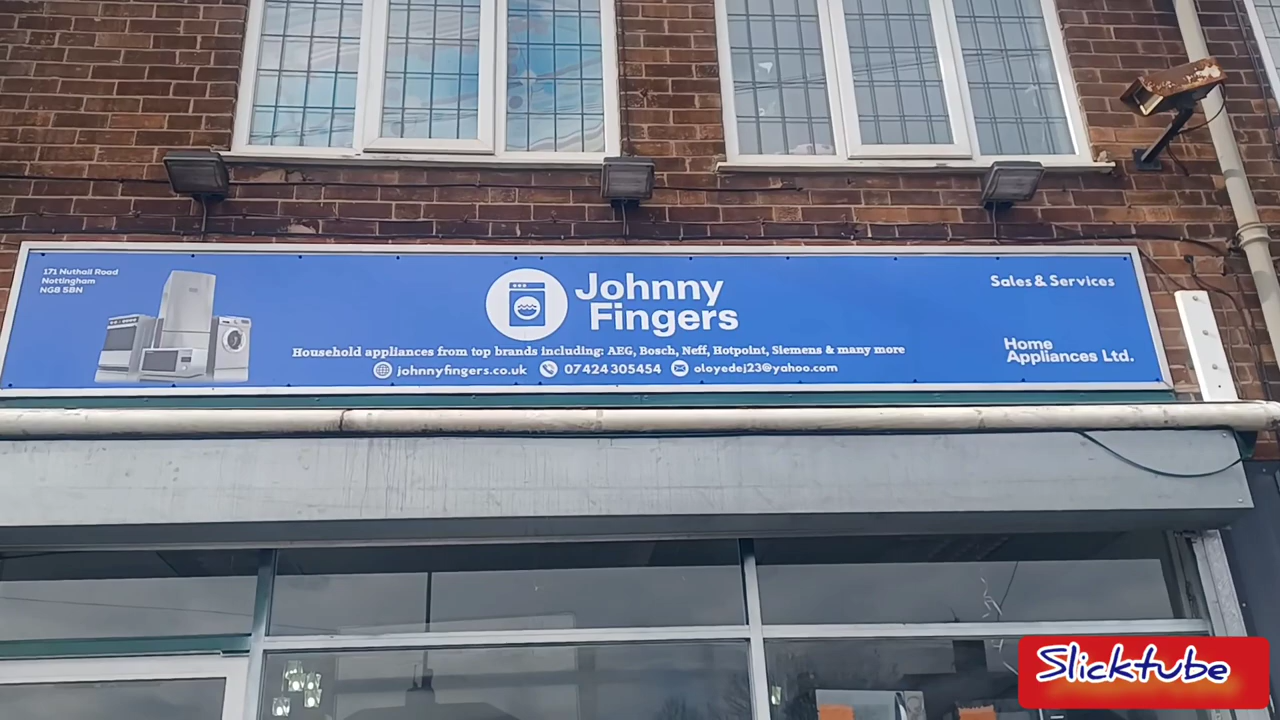 171 Nuthall Road
Nottingham
NG8 5BN
Johnny
Fingers
Sales & Services
Household appliances from top brands including: AEG, Bosch, Neff, Hotpoint, Siemens & many more
Home
Appliances Ltd.
johnnyfingers.co.uk 07424305454 oloyedej23@yahoo.com
Slicktube